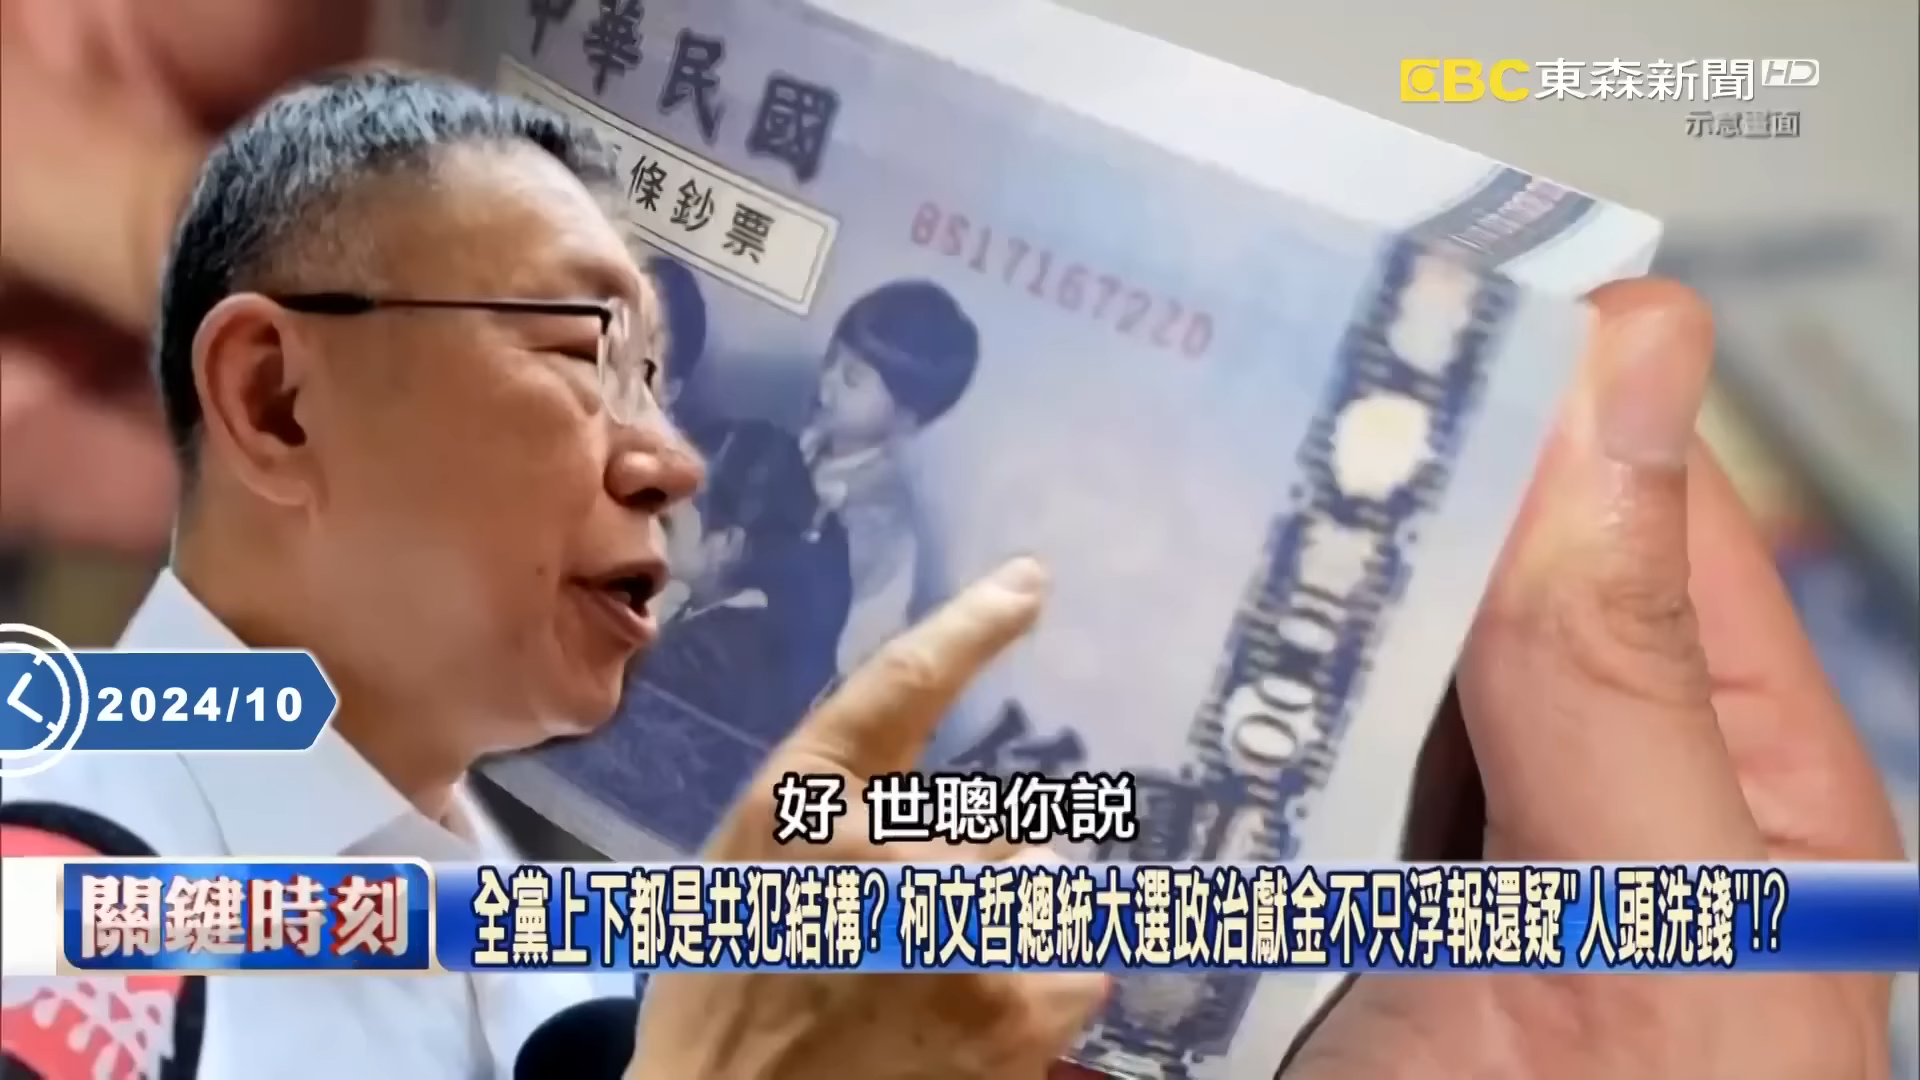 中華民國
EBC東森新聞HD
示意畫面
條鈔票
BS171672ZD
2024/10
好 世聰你說
關鍵時刻
全黨上下都是共犯結構? 柯文哲總統大選政治獻金不只浮報還疑"人頭洗錢"!?